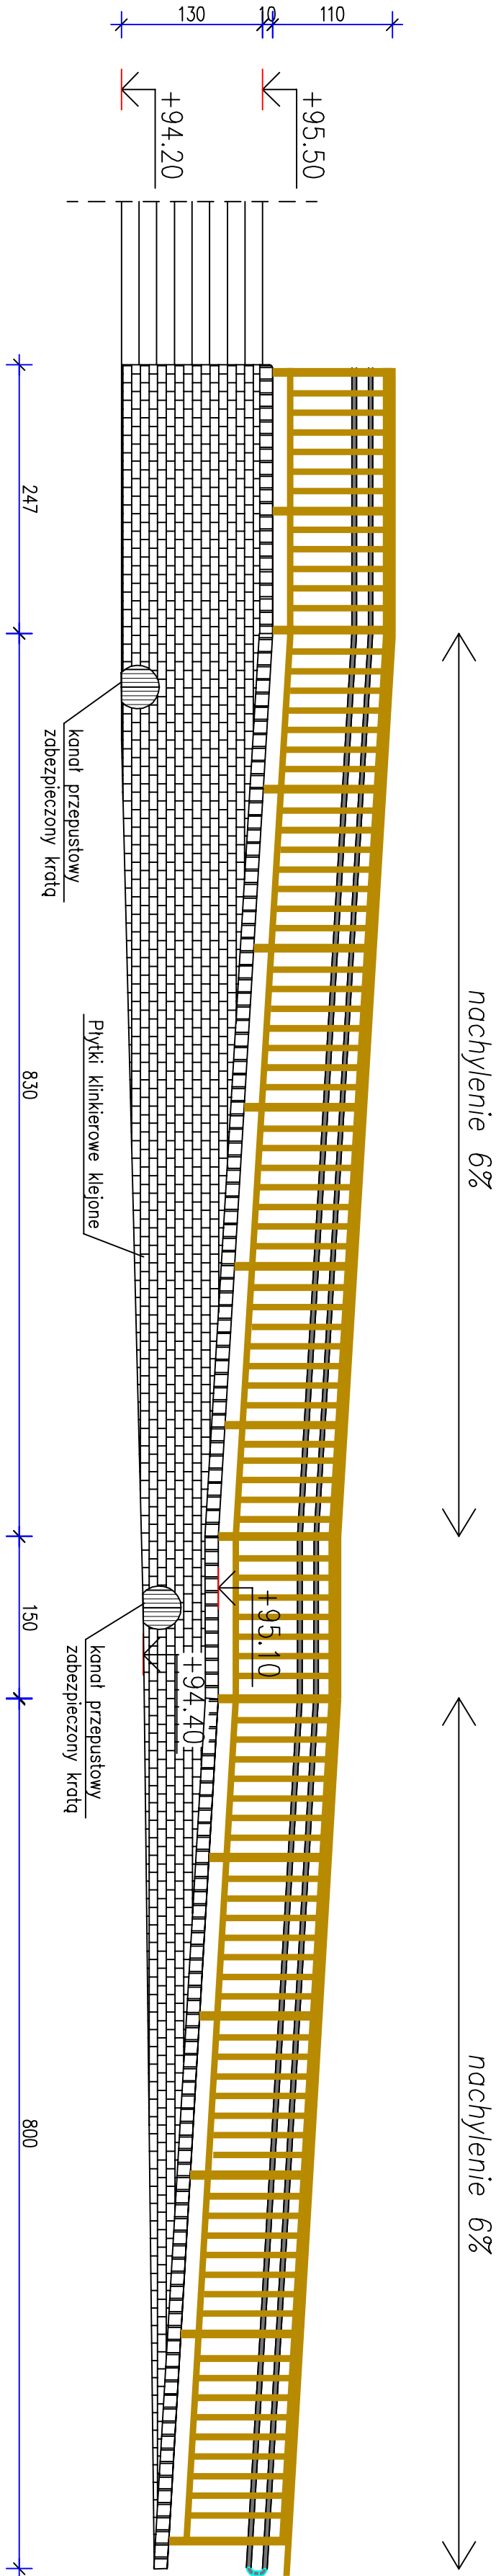 nachylenie 6%
nachylenie 6%
110
10
130
+95.50
+94.20
+95.10
+94.40
kanał przepustowy
zabezpieczony kratą
Płytki klinkierowe klejone
kanał przepustowy
zabezpieczony kratą
247
830
150
800